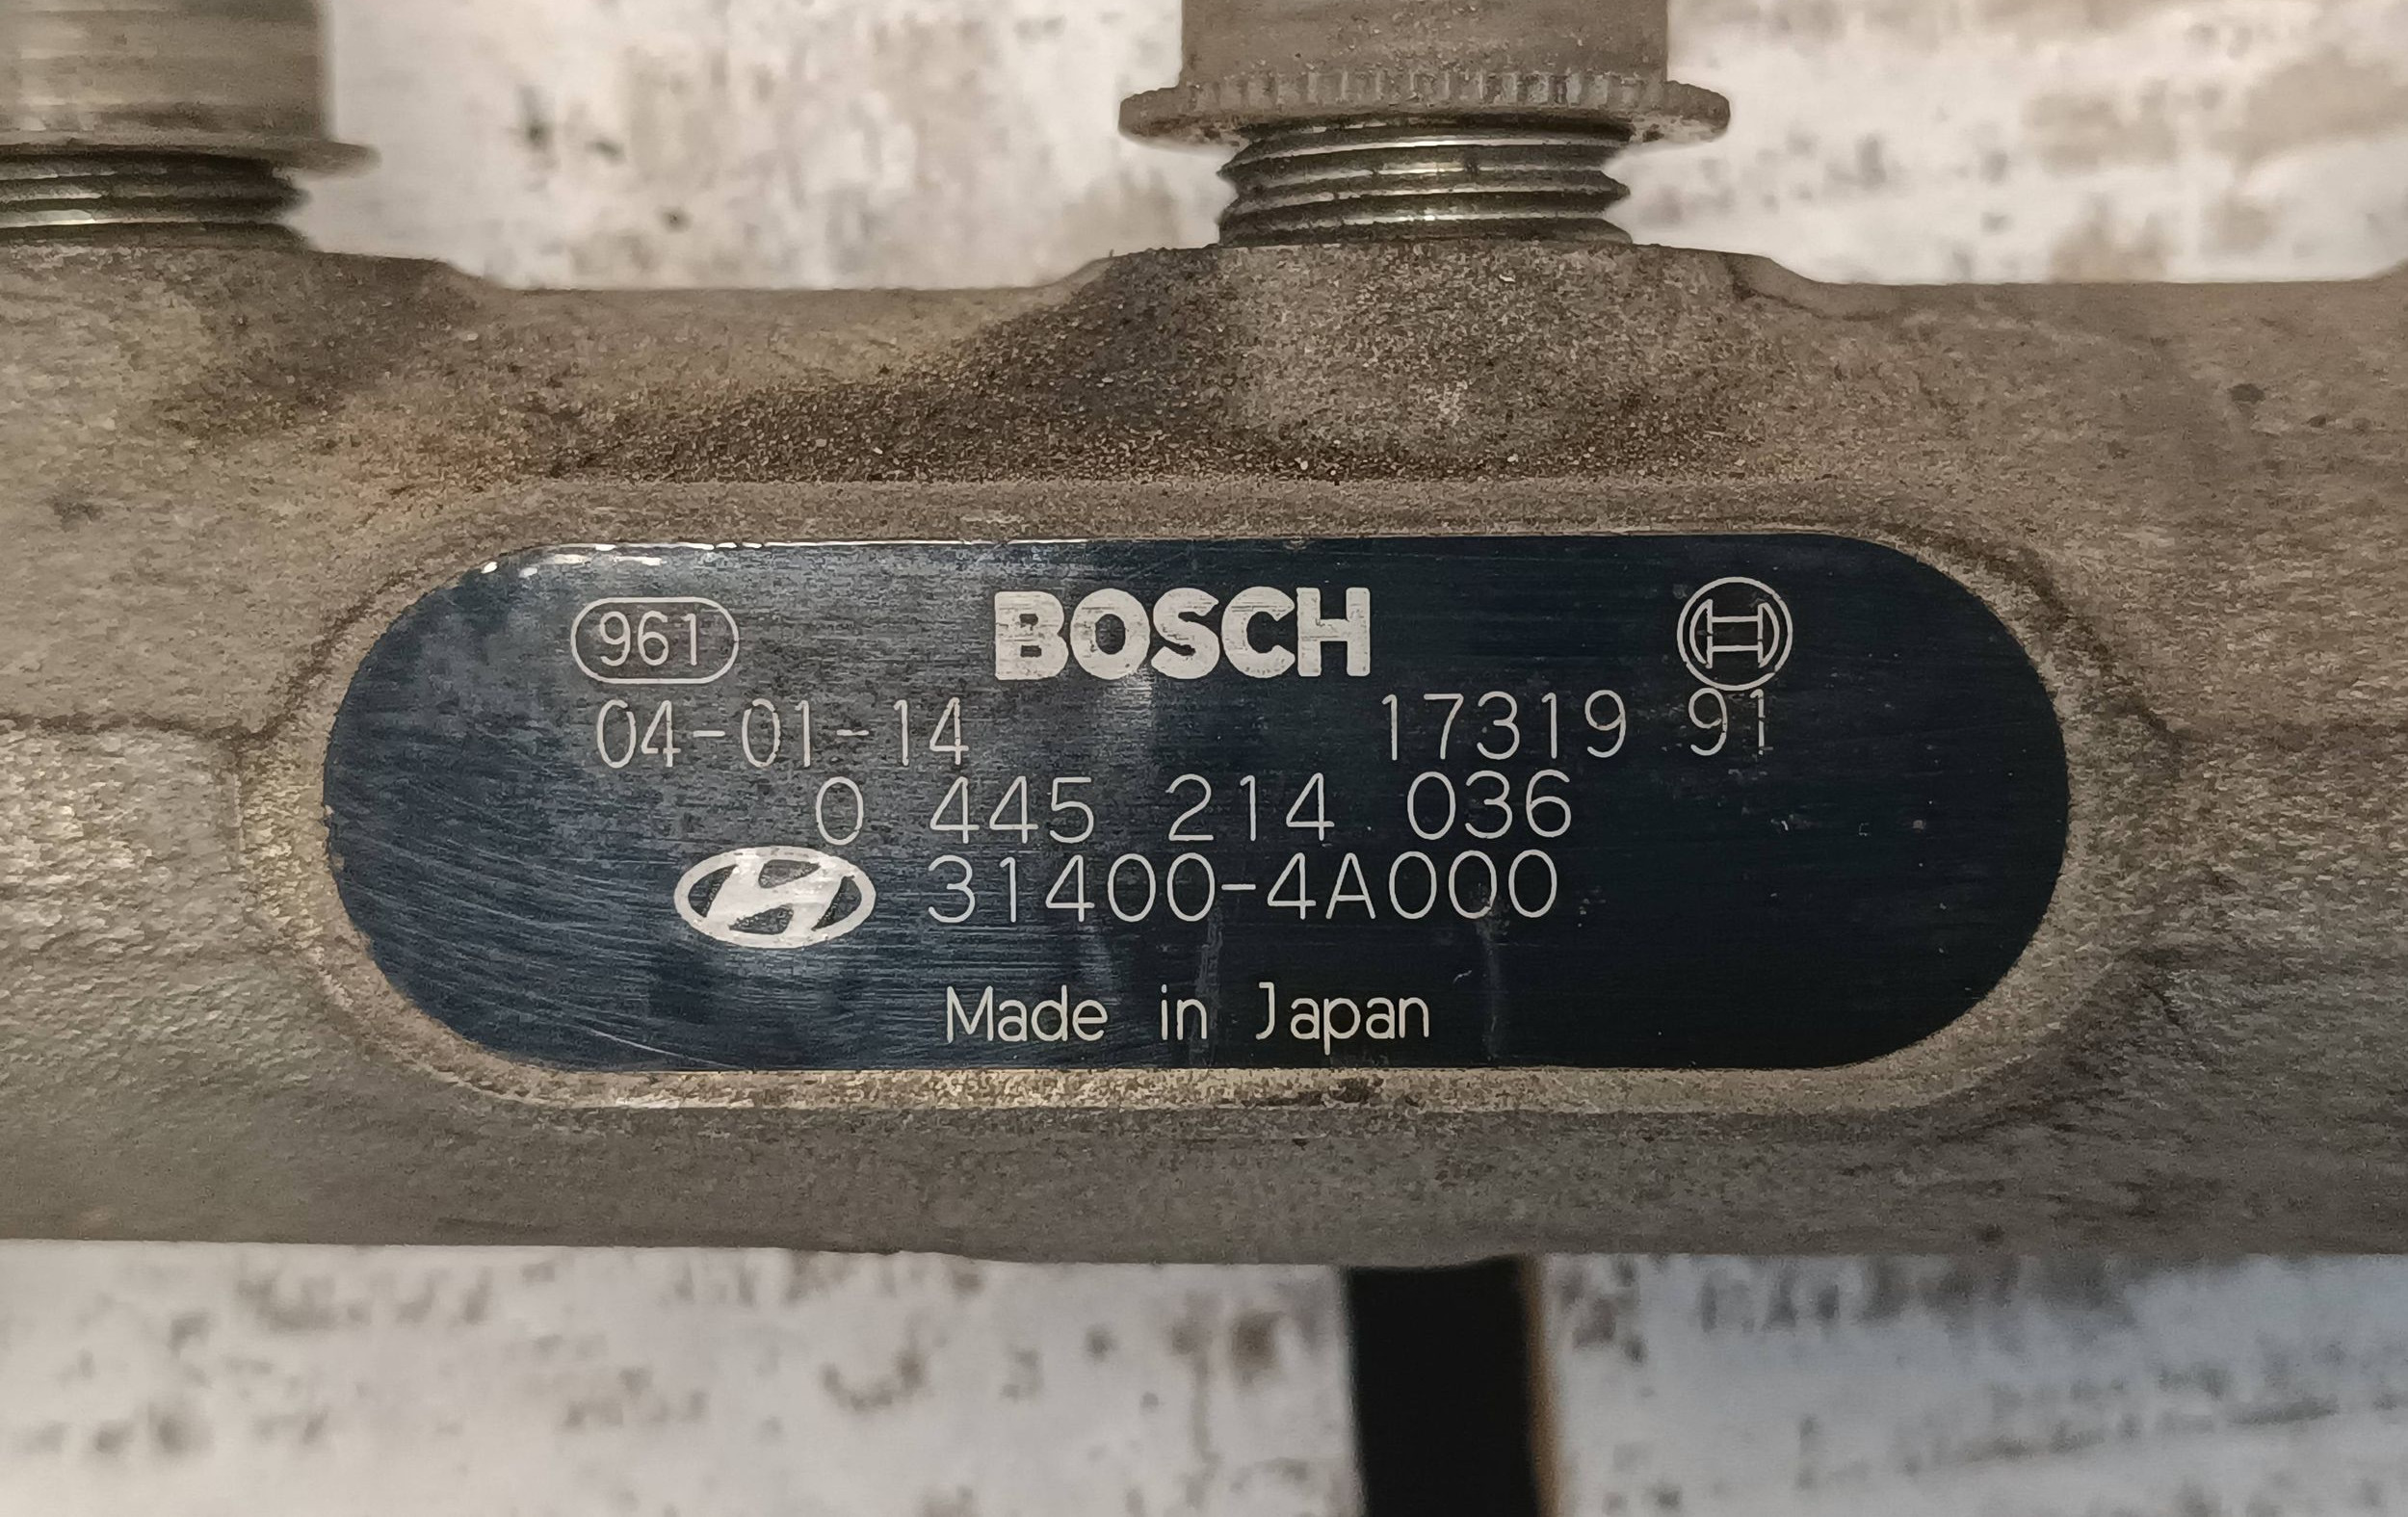 961 BOSCH
04-01-14 17319 91
0 445 214 036
31400-4A000
Made in Japan